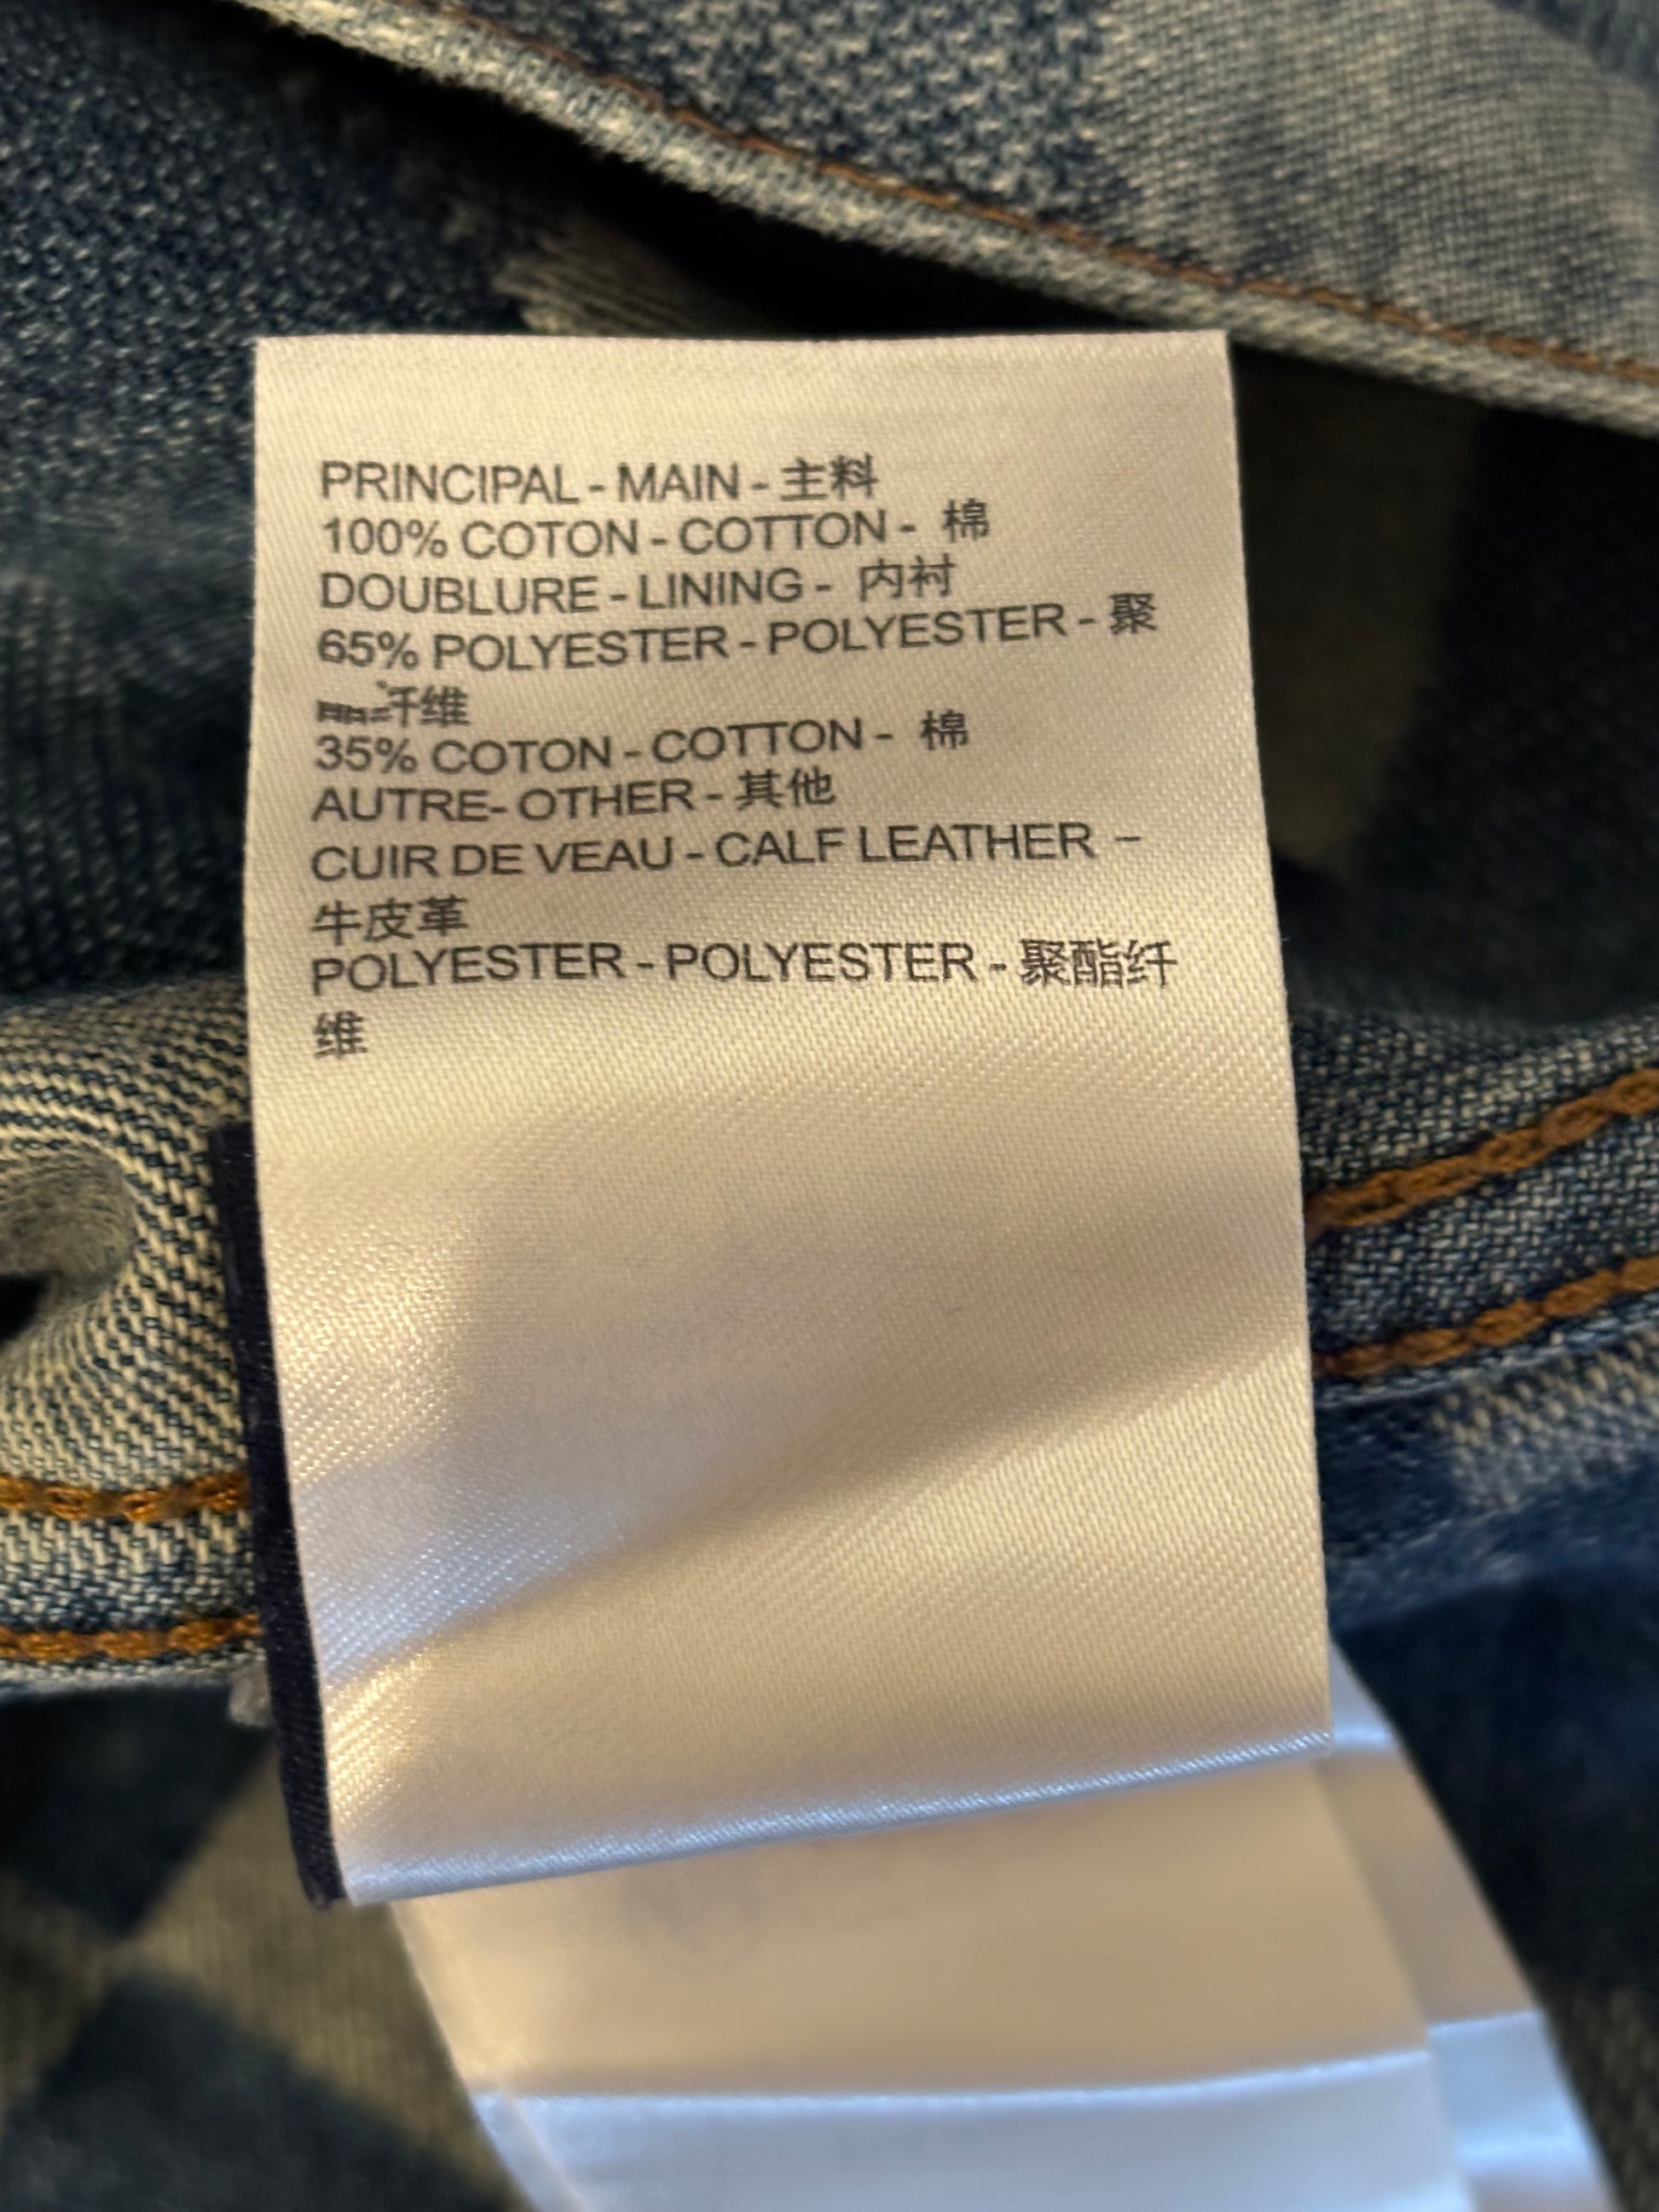 PRINCIPAL - MAIN - 主料
100% COTON - COTTON - 棉
DOUBLURE - LINING - 内衬
65% POLYESTER - POLYESTER - 聚
纤维
35% COTON - COTTON - 棉
AUTRE- OTHER - 其他
CUIR DE VEAU - CALF LEATHER –
牛皮革
POLYESTER - POLYESTER - 聚酯纤
维